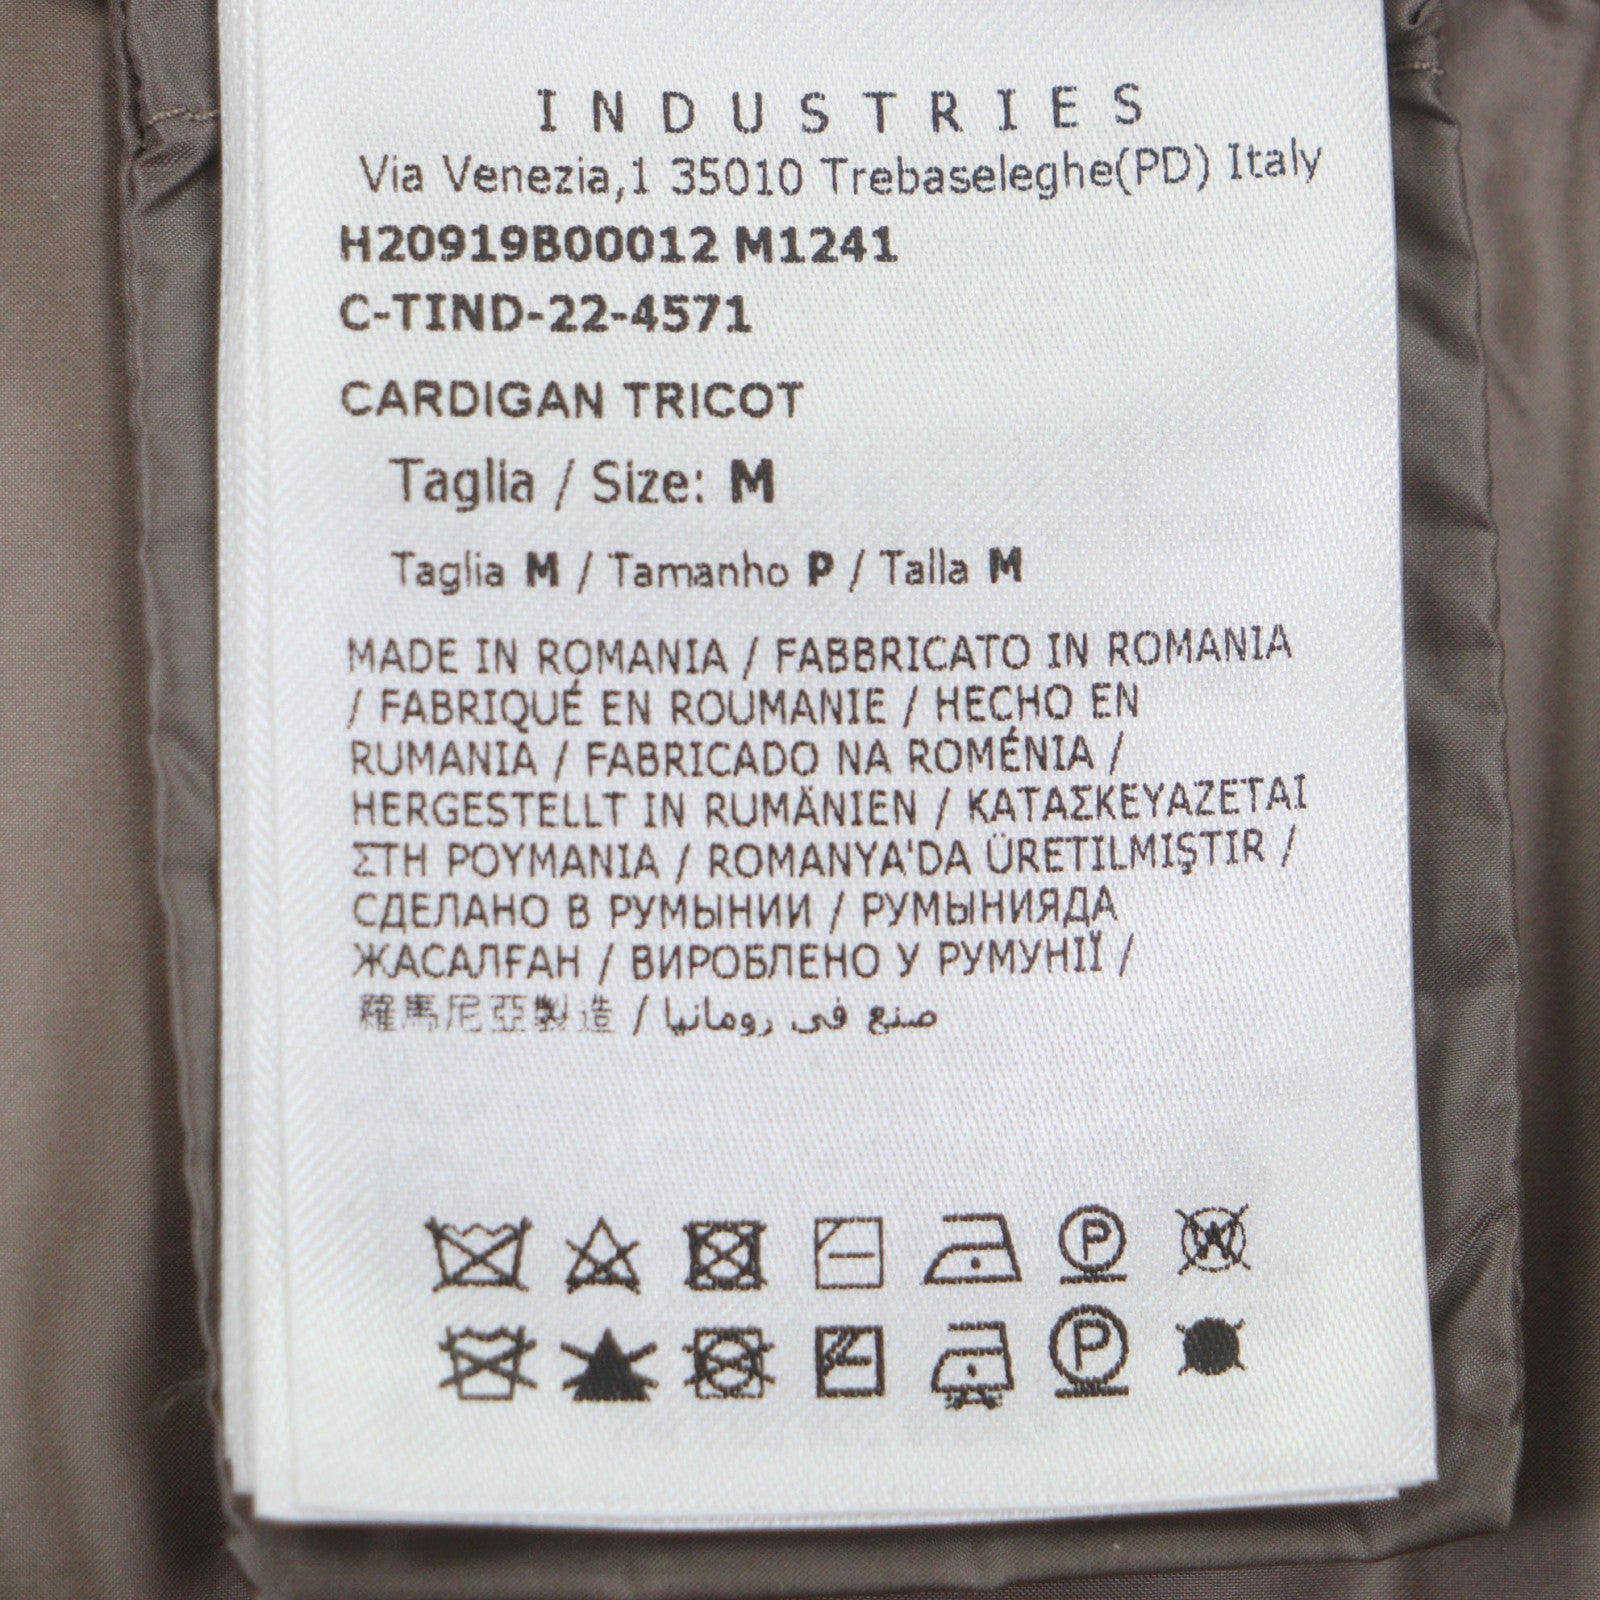 INDUSTRIES
Via Venezia,1 35010 Trebaseleghe(PD) Italy
H20919B00012 M1241
C-TIND-22-4571
CARDIGAN TRICOT
Taglia / Size: M
Taglia M / Tamanho P / Talla M
MADE IN ROMANIA / FABBRICATO IN ROMANIA
/ FABRIQUÉ EN ROUMANIE / HECHO EN
RUMANIA / FABRICADO NA ROMÉNIA /
HERGESTELLT IN RUMÄNIEN / ΚΑΤΑΣΚΕΥΑΖΕΤΑΙ
ΣΤΗ ΡΟΥΜΑΝΙΑ / ROMANYA'DA ÜRETILMIŞTIR /
СДЕЛАНО В РУМЫНИИ / РУМЫНИЯДА
ЖАСАЛҒАН / ВИРОБЛЕНО У РУМУНІЇ /
羅馬尼亞製造 / صنع في رومانيا
P W
P